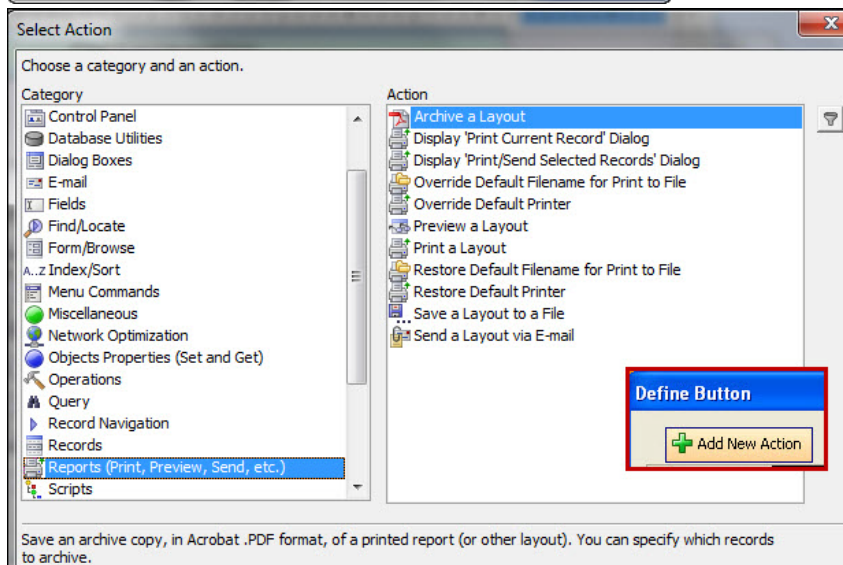 Select Action
Choose a category and an action.
Category
Control Panel
Database Utilities
Dialog Boxes
E-mail
Fields
Find/Locate
Form/Browse
A..Z Index/Sort
Menu Commands
Miscellaneous
Network Optimization
Objects Properties (Set and Get)
Operations
Query
Record Navigation
Records
Reports (Print, Preview, Send, etc.)
Scripts
Action
Archive a Layout
Display 'Print Current Record' Dialog
Display 'Print/Send Selected Records' Dialog
Override Default Filename for Print to File
Override Default Printer
Preview a Layout
Print a Layout
Restore Default Filename for Print to File
Restore Default Printer
Save a Layout to a File
Send a Layout via E-mail
Define Button
Add New Action
Save an archive copy, in Acrobat .PDF format, of a printed report (or other layout). You can specify which records
to archive.